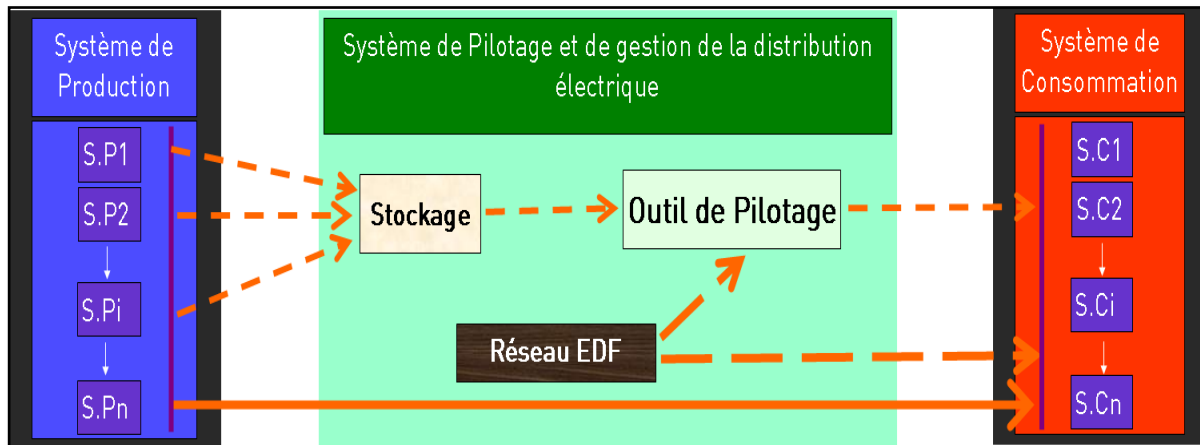 Système de
Production
S.P1
S.P2
S.Pi
S.Pn
Système de Pilotage et de gestion de la distribution
électrique
Stockage
Outil de Pilotage
Réseau EDF
Système de
Consommation
S.C1
S.C2
S.Ci
S.Cn